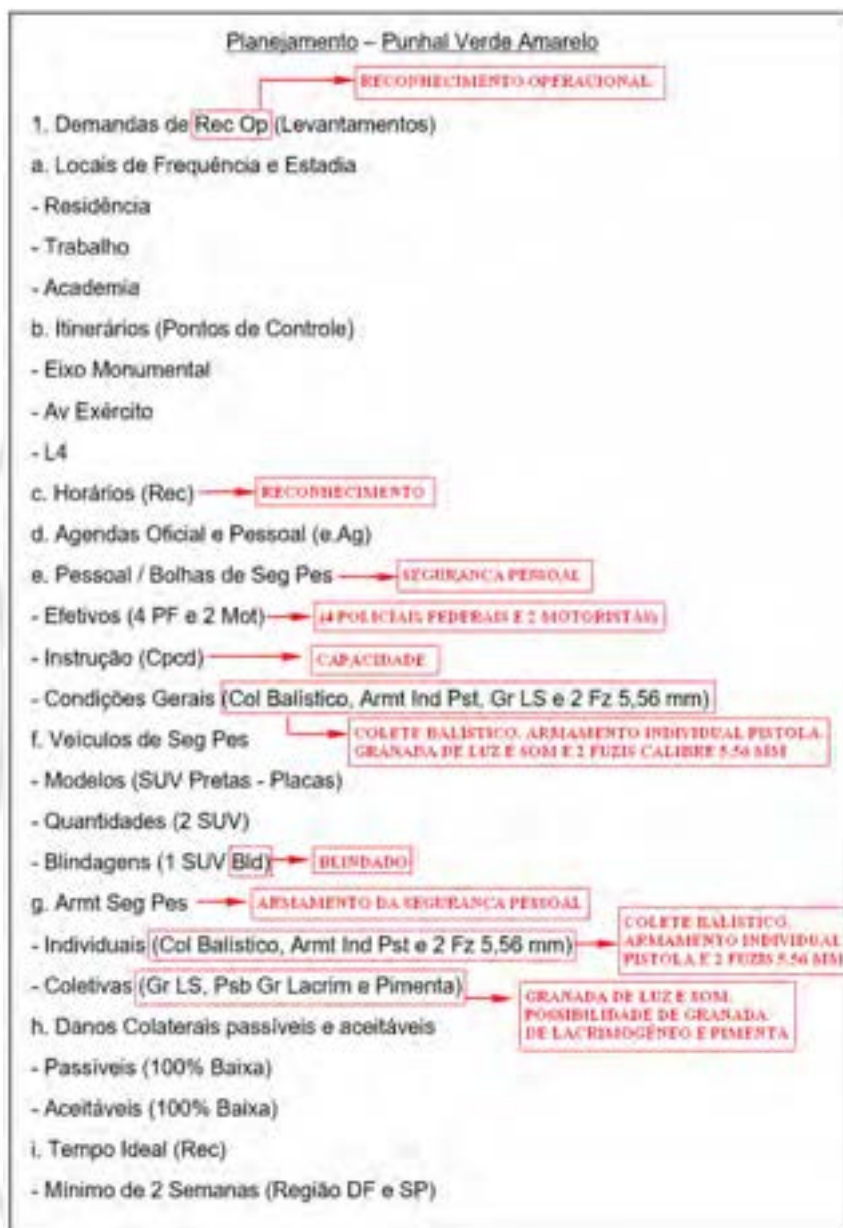 Planejamento – Punhal Verde Amarelo
RECONHECIMENTO OPERACIONAL
1. Demandas de Rec Op (Levantamentos)
a. Locais de Frequência e Estadia
- Residência
- Trabalho
- Academia
b. Itinerários (Pontos de Controle)
- Eixo Monumental
- Av Exército
- L4
c. Horários (Rec) RECONHECIMENTO
d. Agendas Oficial e Pessoal (e.Ag)
e. Pessoal / Bolhas de Seg Pes SEGURANCA PESSOAL
- Efetivos (4 PF e 2 Mot) (4 POLICIAIS FEDERAIS E 2 MOTORISTAS)
- Instrução (Cpcd) CAPACIDADE
- Condições Gerais (Col Balístico, Armt Ind Pst, Gr LS e 2 Fz 5,56 mm)
COLETE BALÍSTICO, ARMAMENTO INDIVIDUAL PISTOLA
GRANADA DE LUZ E SOM E 2 FUZIS CALIBRE 5.56 MM
f. Veículos de Seg Pes
- Modelos (SUV Pretas - Placas)
- Quantidades (2 SUV)
- Blindagens (1 SUV Bld) BLINDADO
g. Armt Seg Pes ARMAMENTO DA SEGURANCA PESSOAL
- Individuais (Col Balístico, Armt Ind Pst e 2 Fz 5,56 mm)
COLETE BALÍSTICO,
ARMAMENTO INDIVIDUAL
PISTOLA E 2 FUZIS 5.56 MM
- Coletivas (Gr LS, Psb Gr Lacrim e Pimenta)
GRANADA DE LUZ E SOM,
POSSIBILIDADE DE GRANADA
DE LACRIMOGÊNEO E PIMENTA
h. Danos Colaterais passíveis e aceitáveis
- Passíveis (100% Baixa)
- Aceitáveis (100% Baixa)
i. Tempo Ideal (Rec)
- Mínimo de 2 Semanas (Região DF e SP)